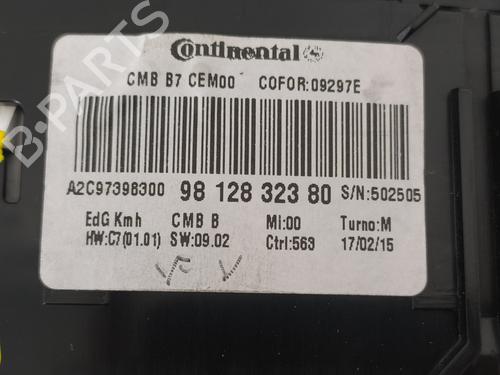 Continental
CMB B7 CEM00 COFOR:09297E
A2C97398300 98 128 323 80 S/N:502505
EdG Kmh CMB B Mi:00 Turno:M
HW:C7(01.01) SW:09.02 Ctrl:563 17/02/15